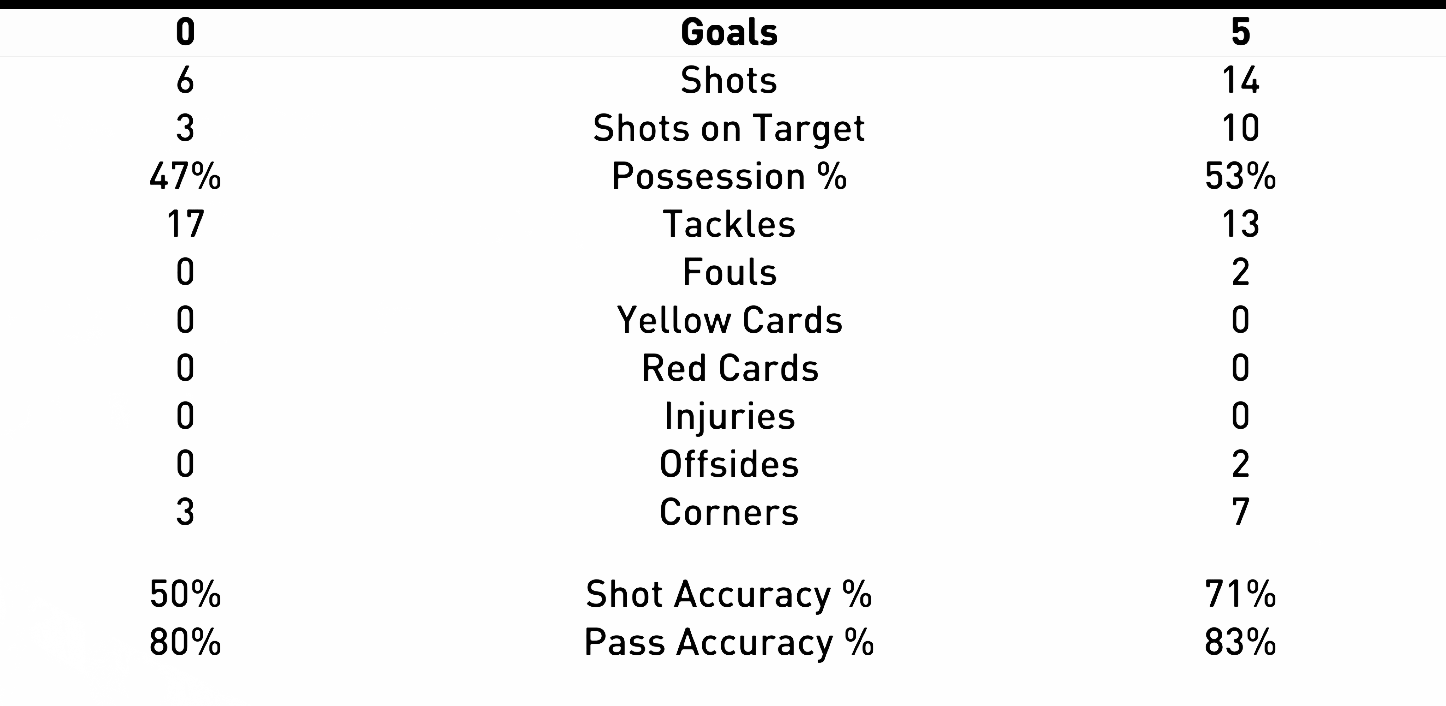 0 Goals 5
6 Shots 14
3 Shots on Target 10
47% Possession % 53%
17 Tackles 13
0 Fouls 2
0 Yellow Cards 0
0 Red Cards 0
0 Injuries 0
0 Offsides 2
3 Corners 7
50% Shot Accuracy % 71%
80% Pass Accuracy % 83%